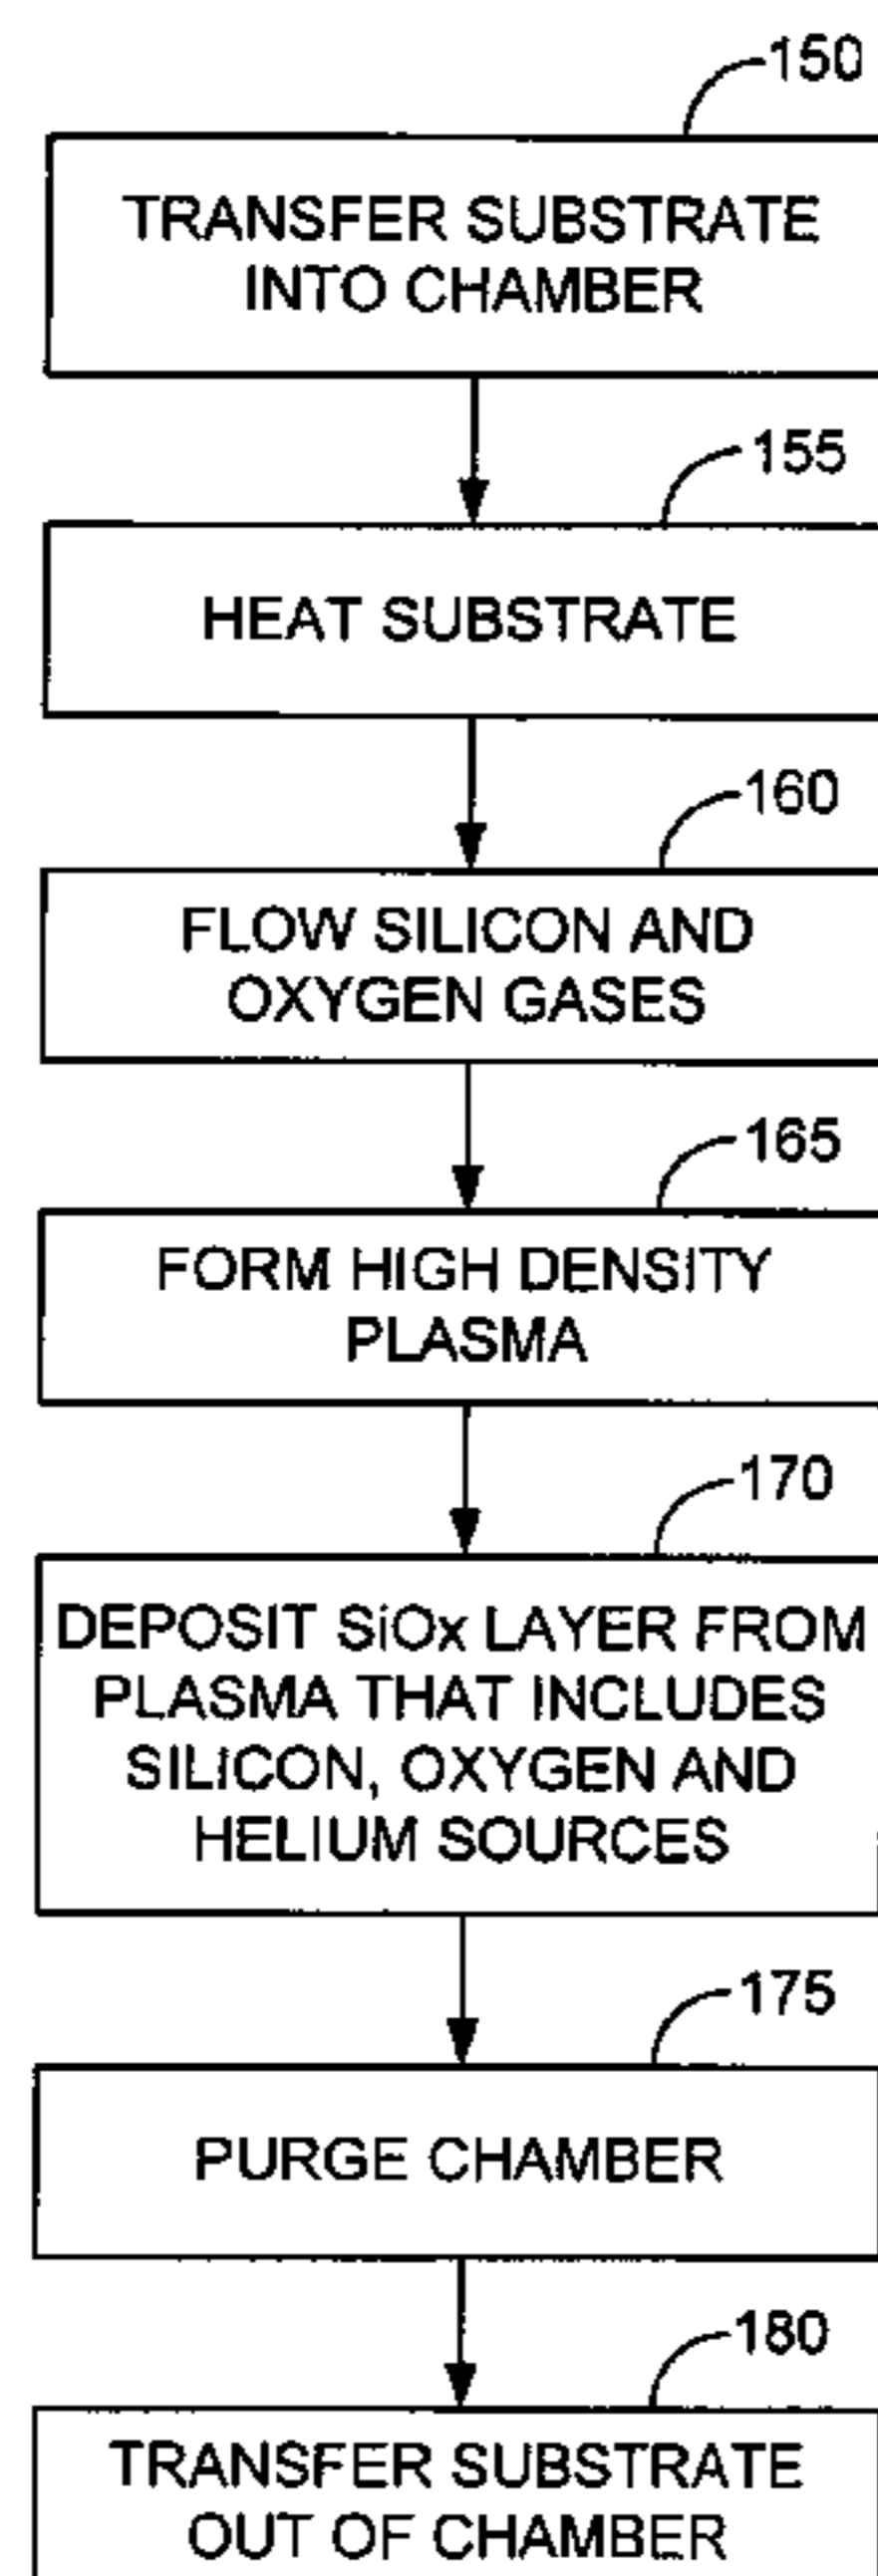 150
TRANSFER SUBSTRATE
INTO CHAMBER
155
HEAT SUBSTRATE
160
FLOW SILICON AND
OXYGEN GASES
165
FORM HIGH DENSITY
PLASMA
170
DEPOSIT SiOx LAYER FROM
PLASMA THAT INCLUDES
SILICON, OXYGEN AND
HELIUM SOURCES
175
PURGE CHAMBER
180
TRANSFER SUBSTRATE
OUT OF CHAMBER